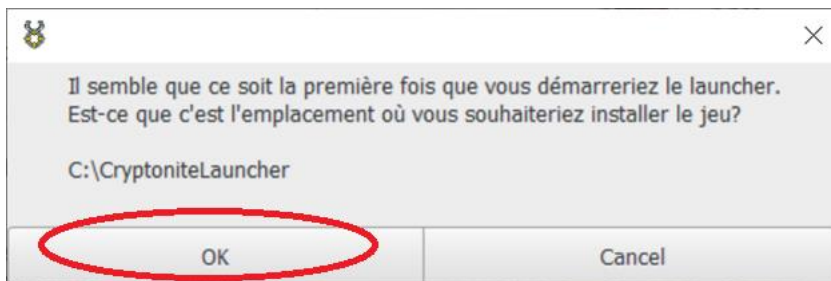 Il semble que ce soit la première fois que vous démarreriez le launcher.
Est-ce que c'est l'emplacement où vous souhaiteriez installer le jeu?
C:\CryptoniteLauncher
OK
Cancel